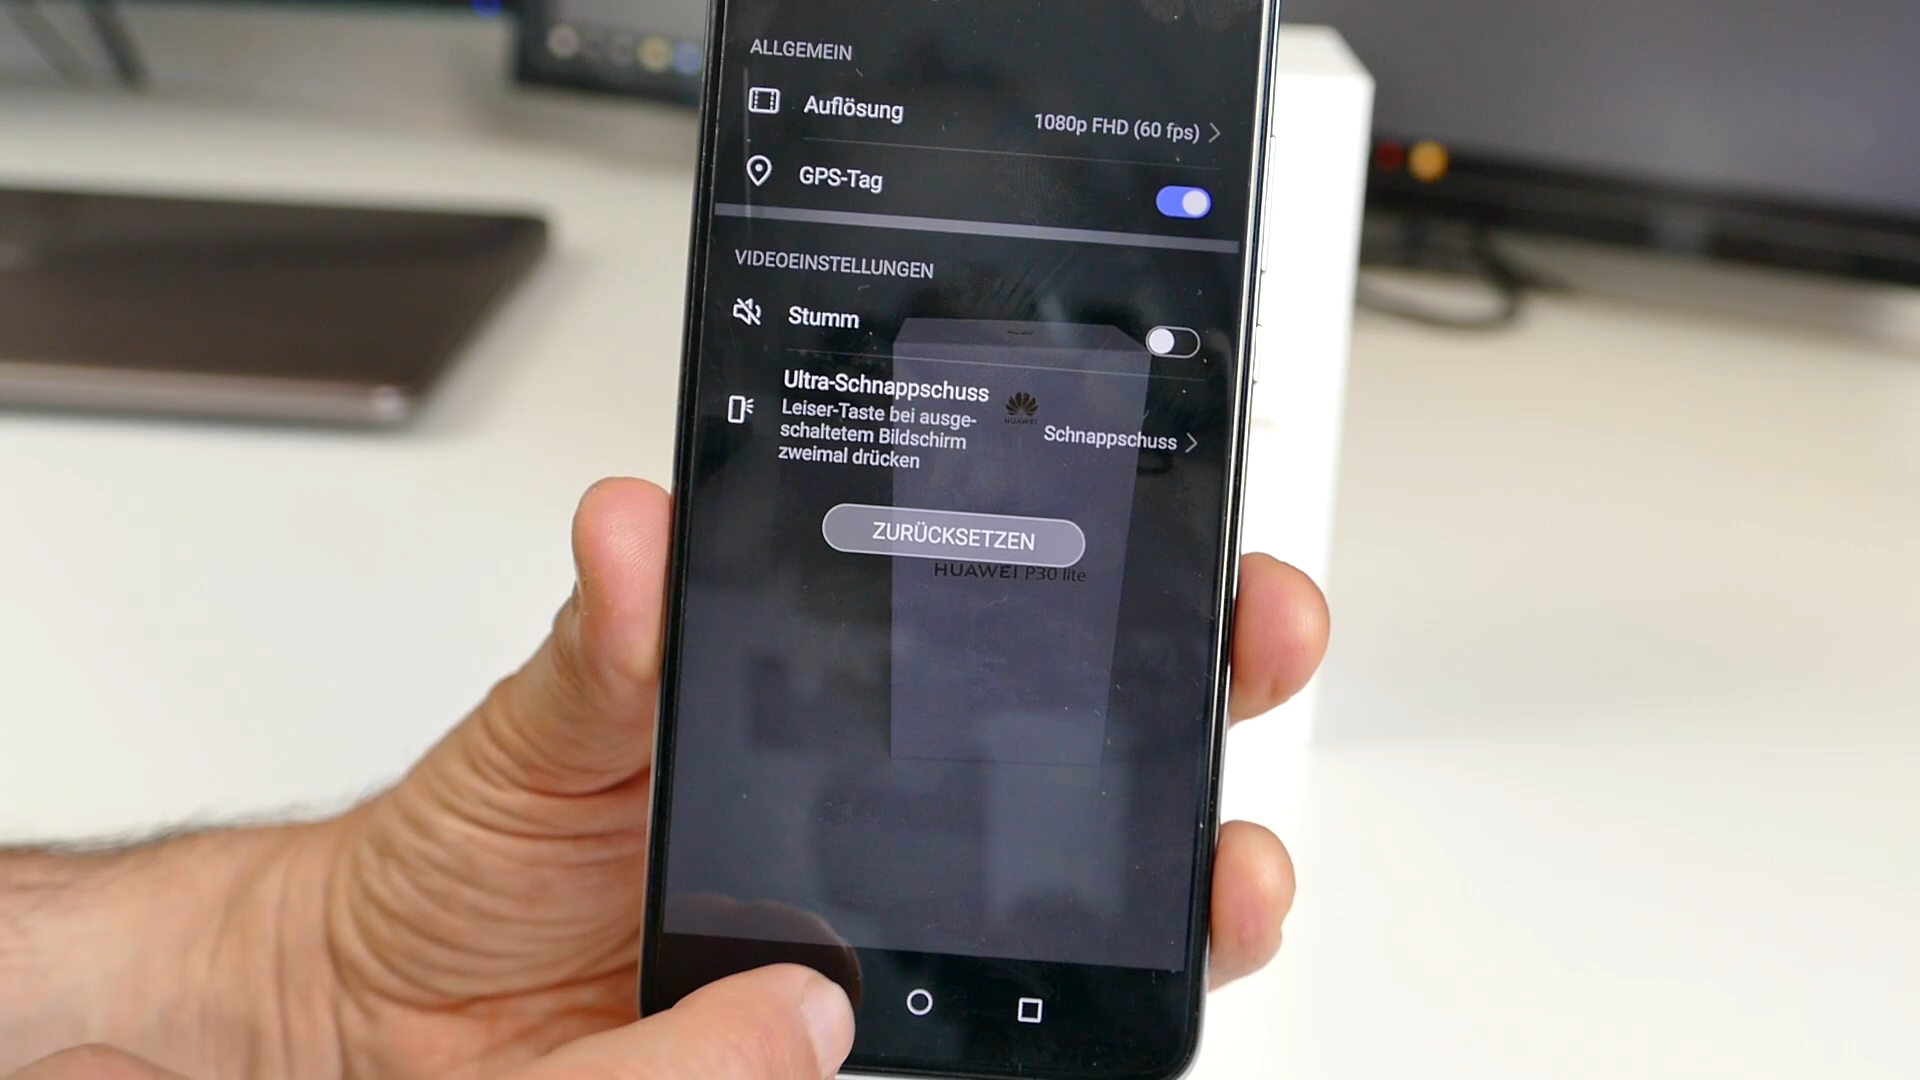 ALLGEMEIN
Auflösung
1080p FHD (60 fps)
GPS-Tag
VIDEOEINSTELLUNGEN
Stumm
Ultra-Schnappschuss
Leiser-Taste bei ausge-
schaltetem Bildschirm
zweimal drücken
Schnappschuss
HUAWEI
ZURÜCKSETZEN
HUAWEI P30 lite